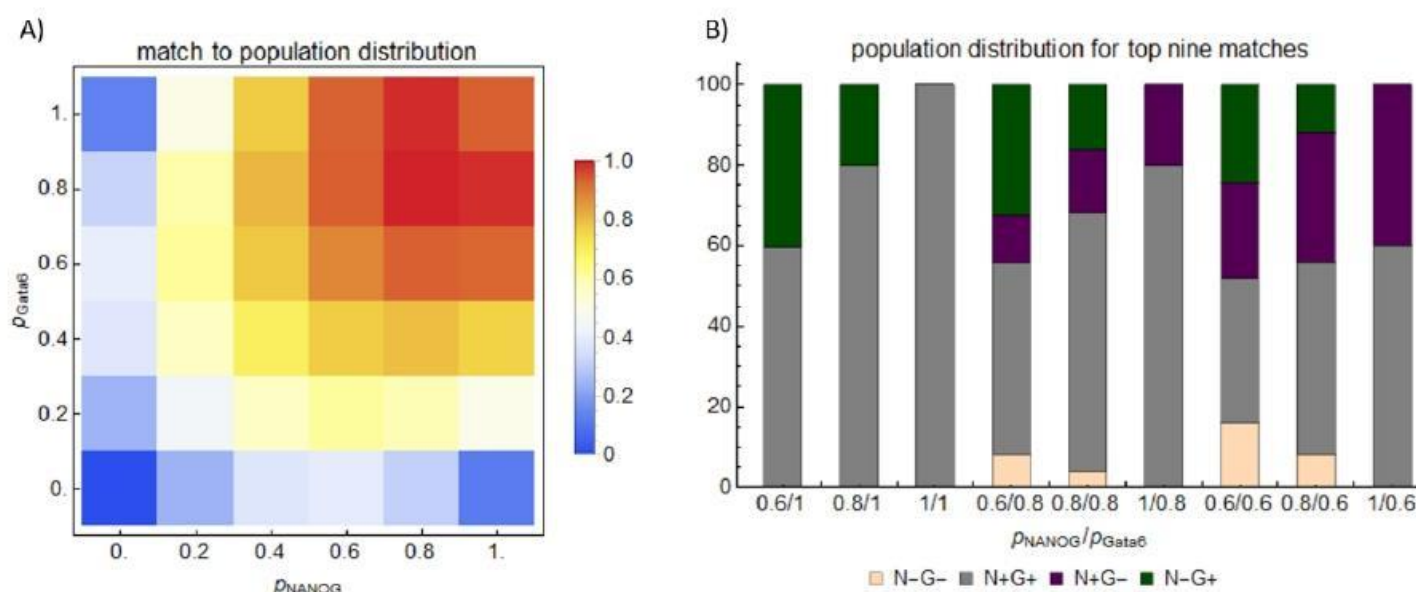 A)
match to population distribution
1.
0.8
0.6
0.4
0.2
0.
pGata6
0.
0.2
0.4
0.6
0.8
1.
pNANOG
1.0
0.8
0.6
0.4
0.2
0
B)
population distribution for top nine matches
100
80
60
40
20
0
0.6/1 0.8/1 1/1 0.6/0.8 0.8/0.8 1/0.8 0.6/0.6 0.8/0.6 1/0.6
pNANOG/pGata6
N−G− N+G+ N+G− N−G+